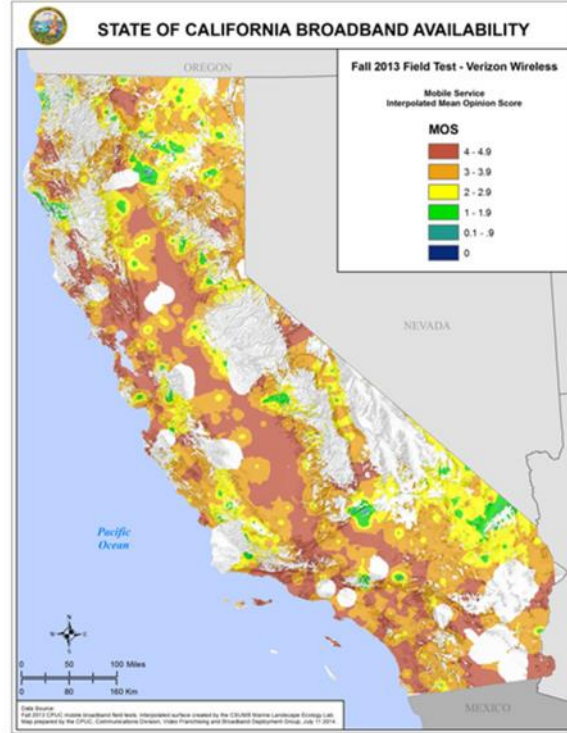 STATE OF CALIFORNIA BROADBAND AVAILABILITY
OREGON
Fall 2013 Field Test - Verizon Wireless
Mobile Service
Interpolated Mean Opinion Score
MOS
4 - 4.9
3 - 3.9
2 - 2.9
1 - 1.9
0.1 - .9
0
NEVADA
Pacific
Ocean
N
W
E
S
0 50 100 Miles
0 80 160 Km
MEXICO
Data Source:
Fall 2013 CPUC mobile broadband field tests. Interpolated surface created by the CSUMB Marine Landscape Ecology Lab.
Map prepared by the CPUC, Communications Division, Video Franchising and Broadband Deployment Group, July 11 2014.